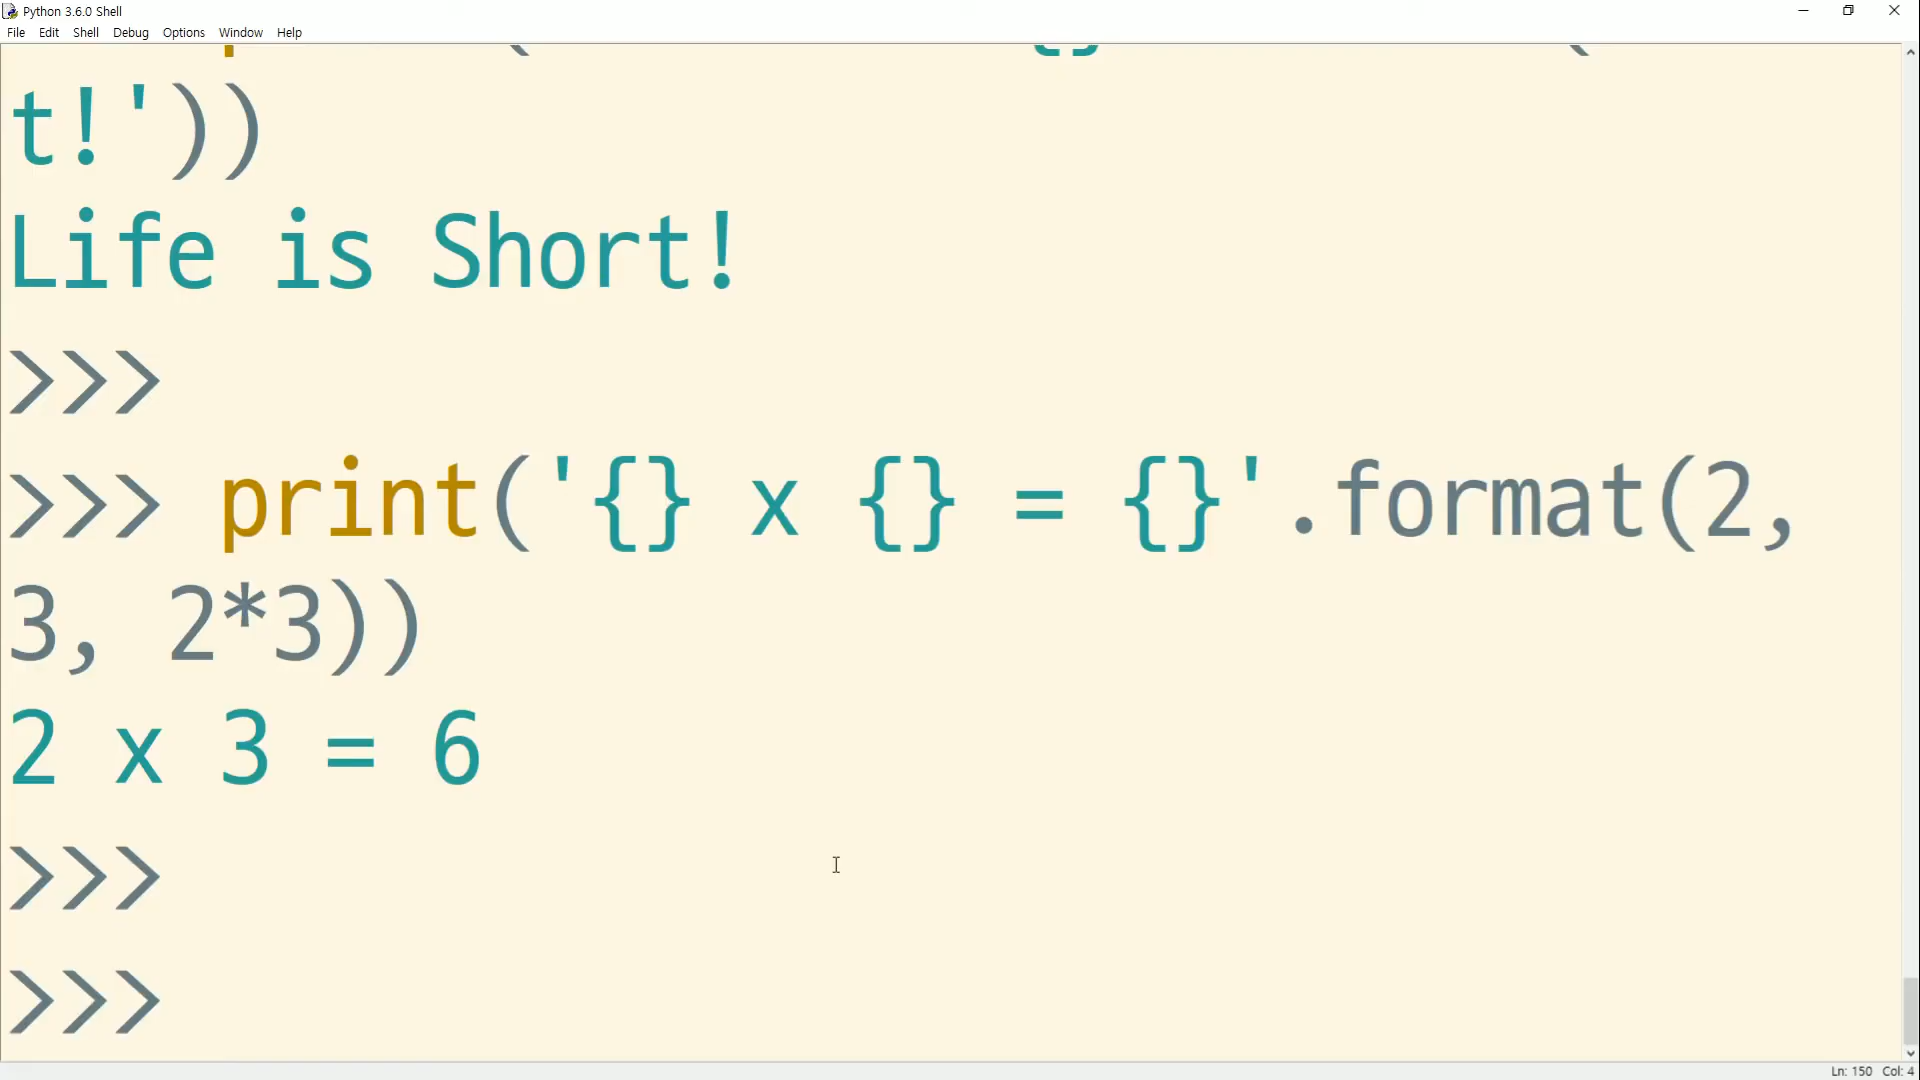 Python 3.6.0 Shell
File Edit Shell Debug Options Window Help
t!'))
Life is Short!
>>>
>>> print('{} x {} = {}'.format(2,
3, 2*3))
2 x 3 = 6
>>>
>>>
Ln: 150 Col: 4